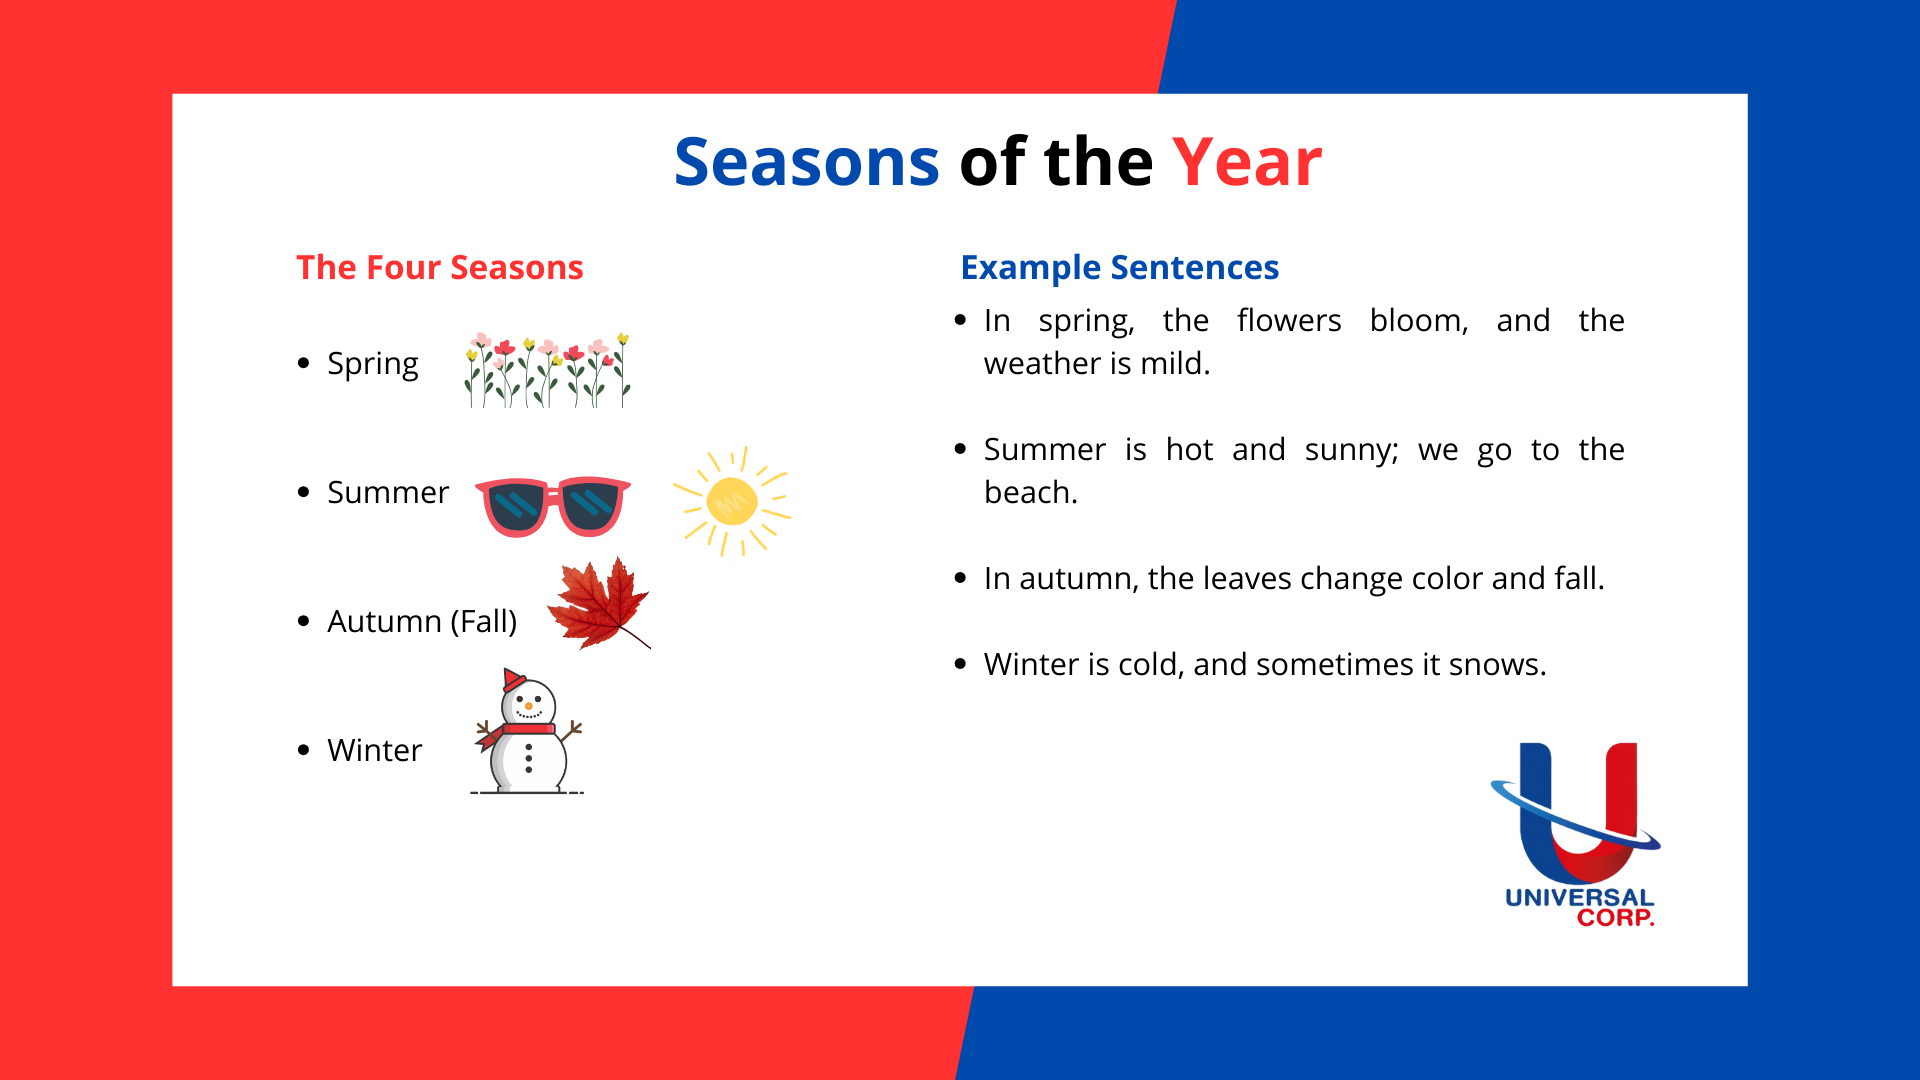 Seasons of the Year
The Four Seasons
• Spring
• Summer
• Autumn (Fall)
• Winter
Example Sentences
• In spring, the flowers bloom, and the
weather is mild.
• Summer is hot and sunny; we go to the
beach.
• In autumn, the leaves change color and fall.
• Winter is cold, and sometimes it snows.
UNIVERSAL
CORP.